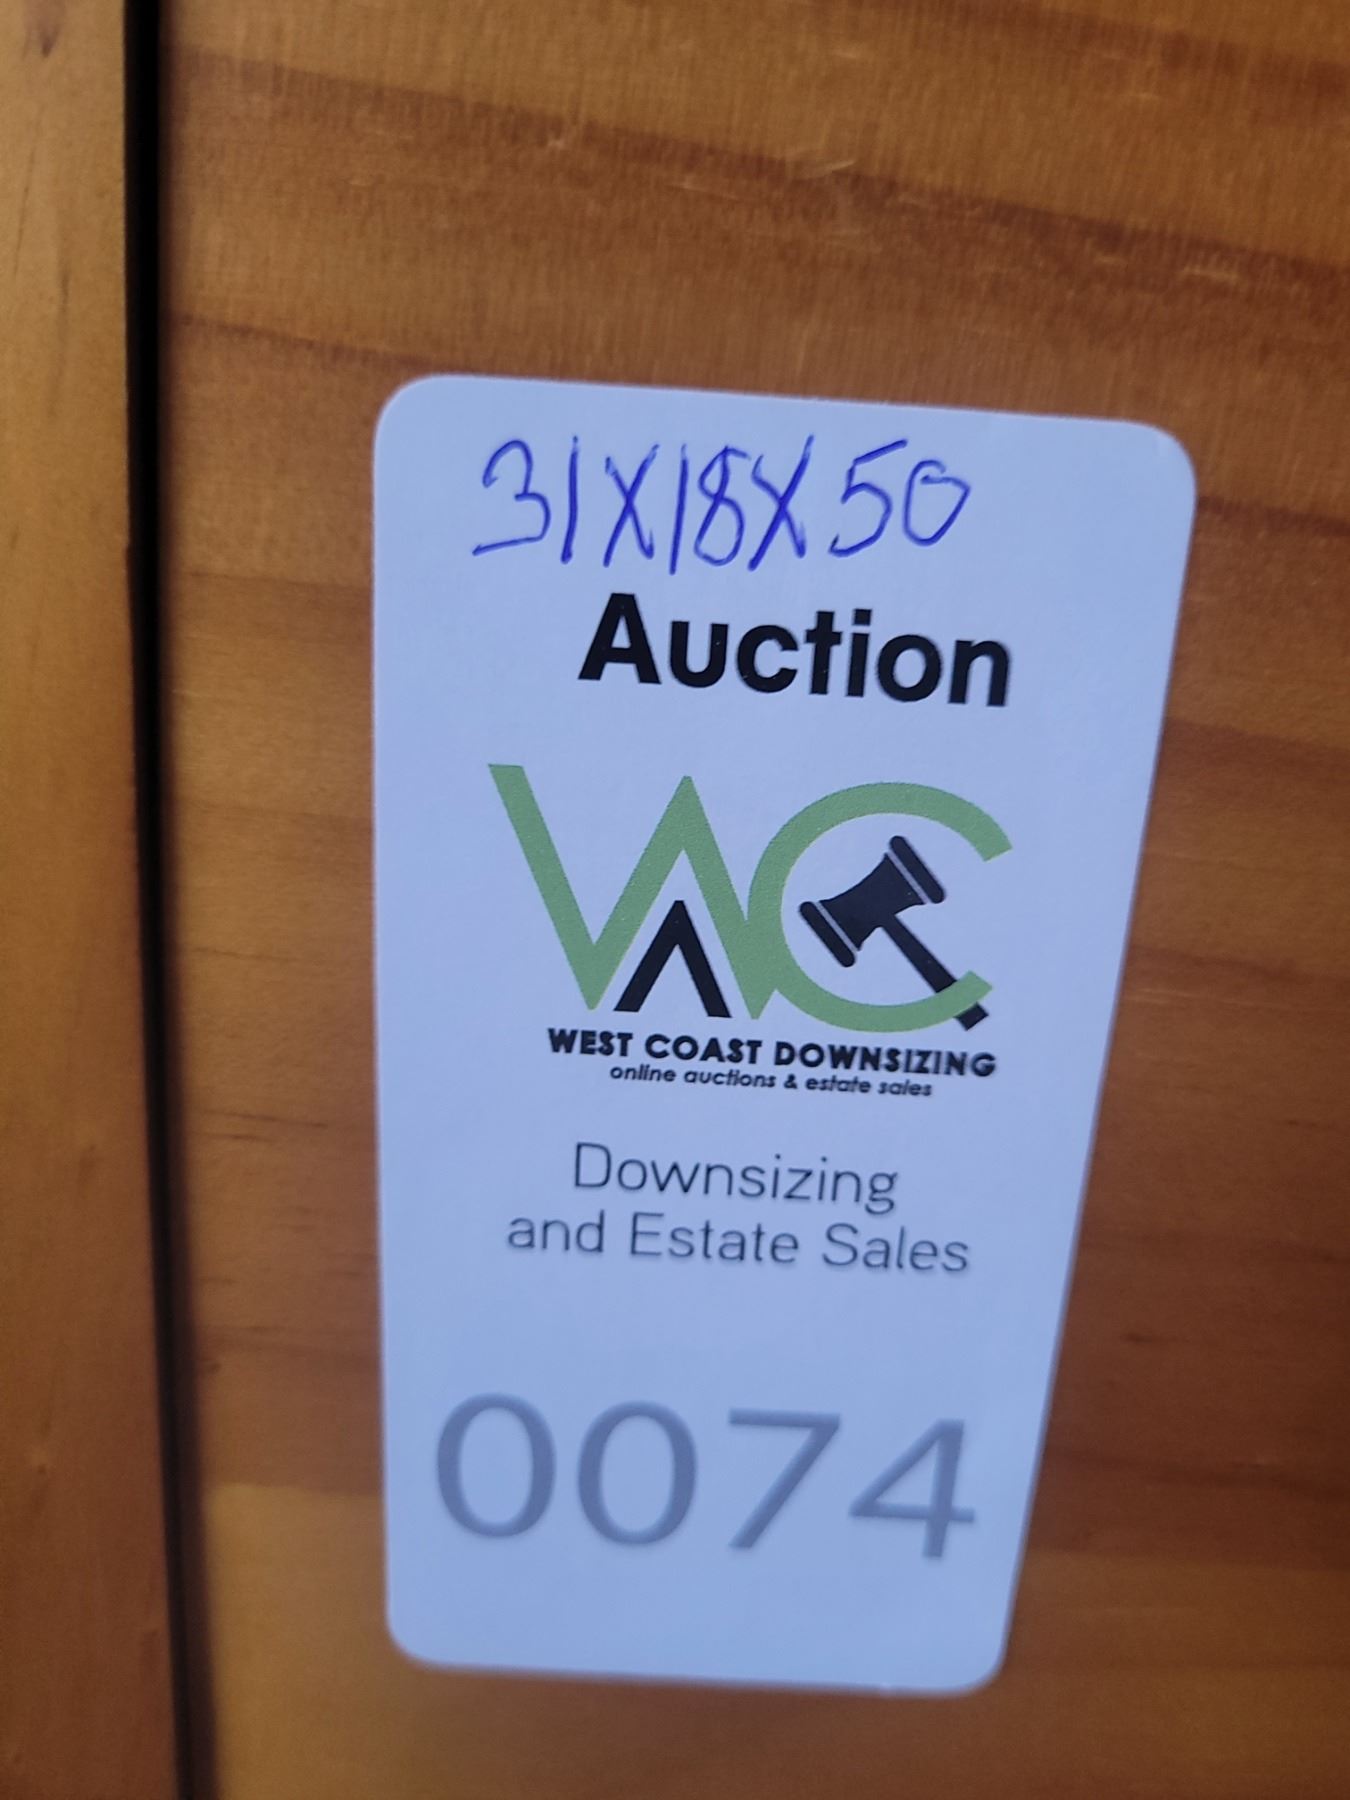 31X18X50
Auction
WC
WEST COAST DOWNSIZING
online auctions & estate sales
Downsizing
and Estate Sales
0074